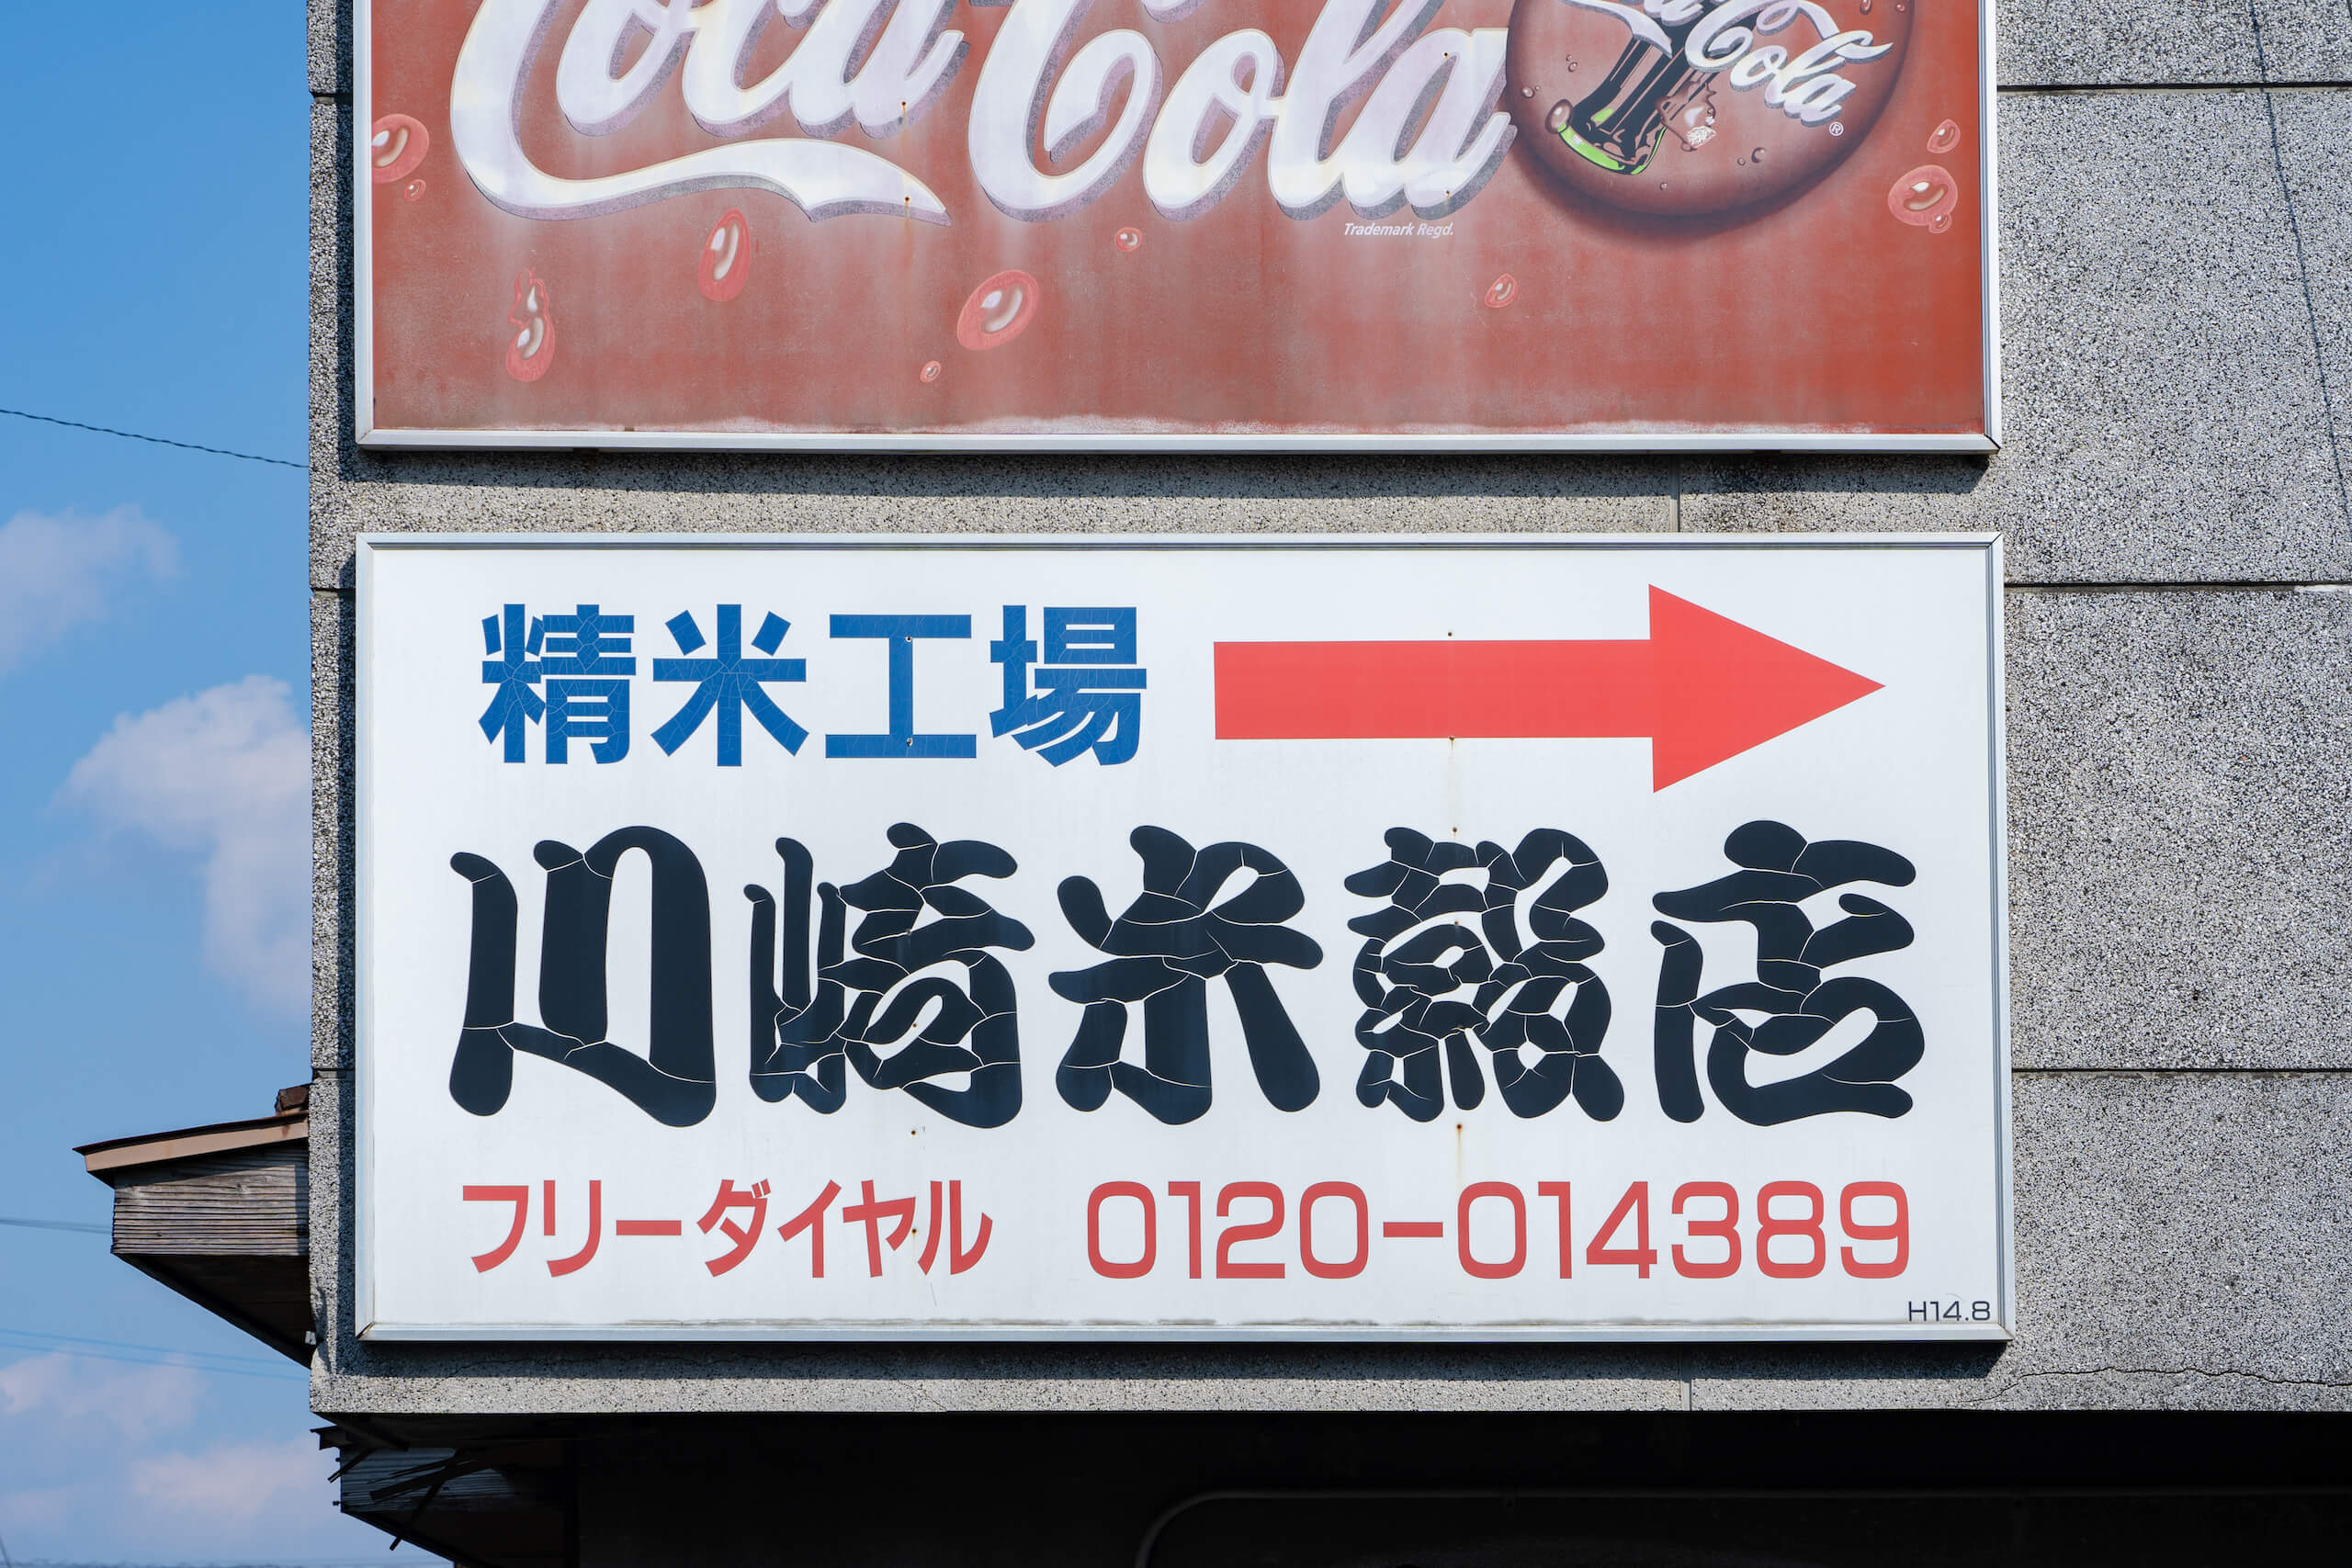 Coca-Cola
Coca-Cola®
Trademark Regd.
精米工場
川崎米穀店
フリーダイヤル 0120-014389
H14.8